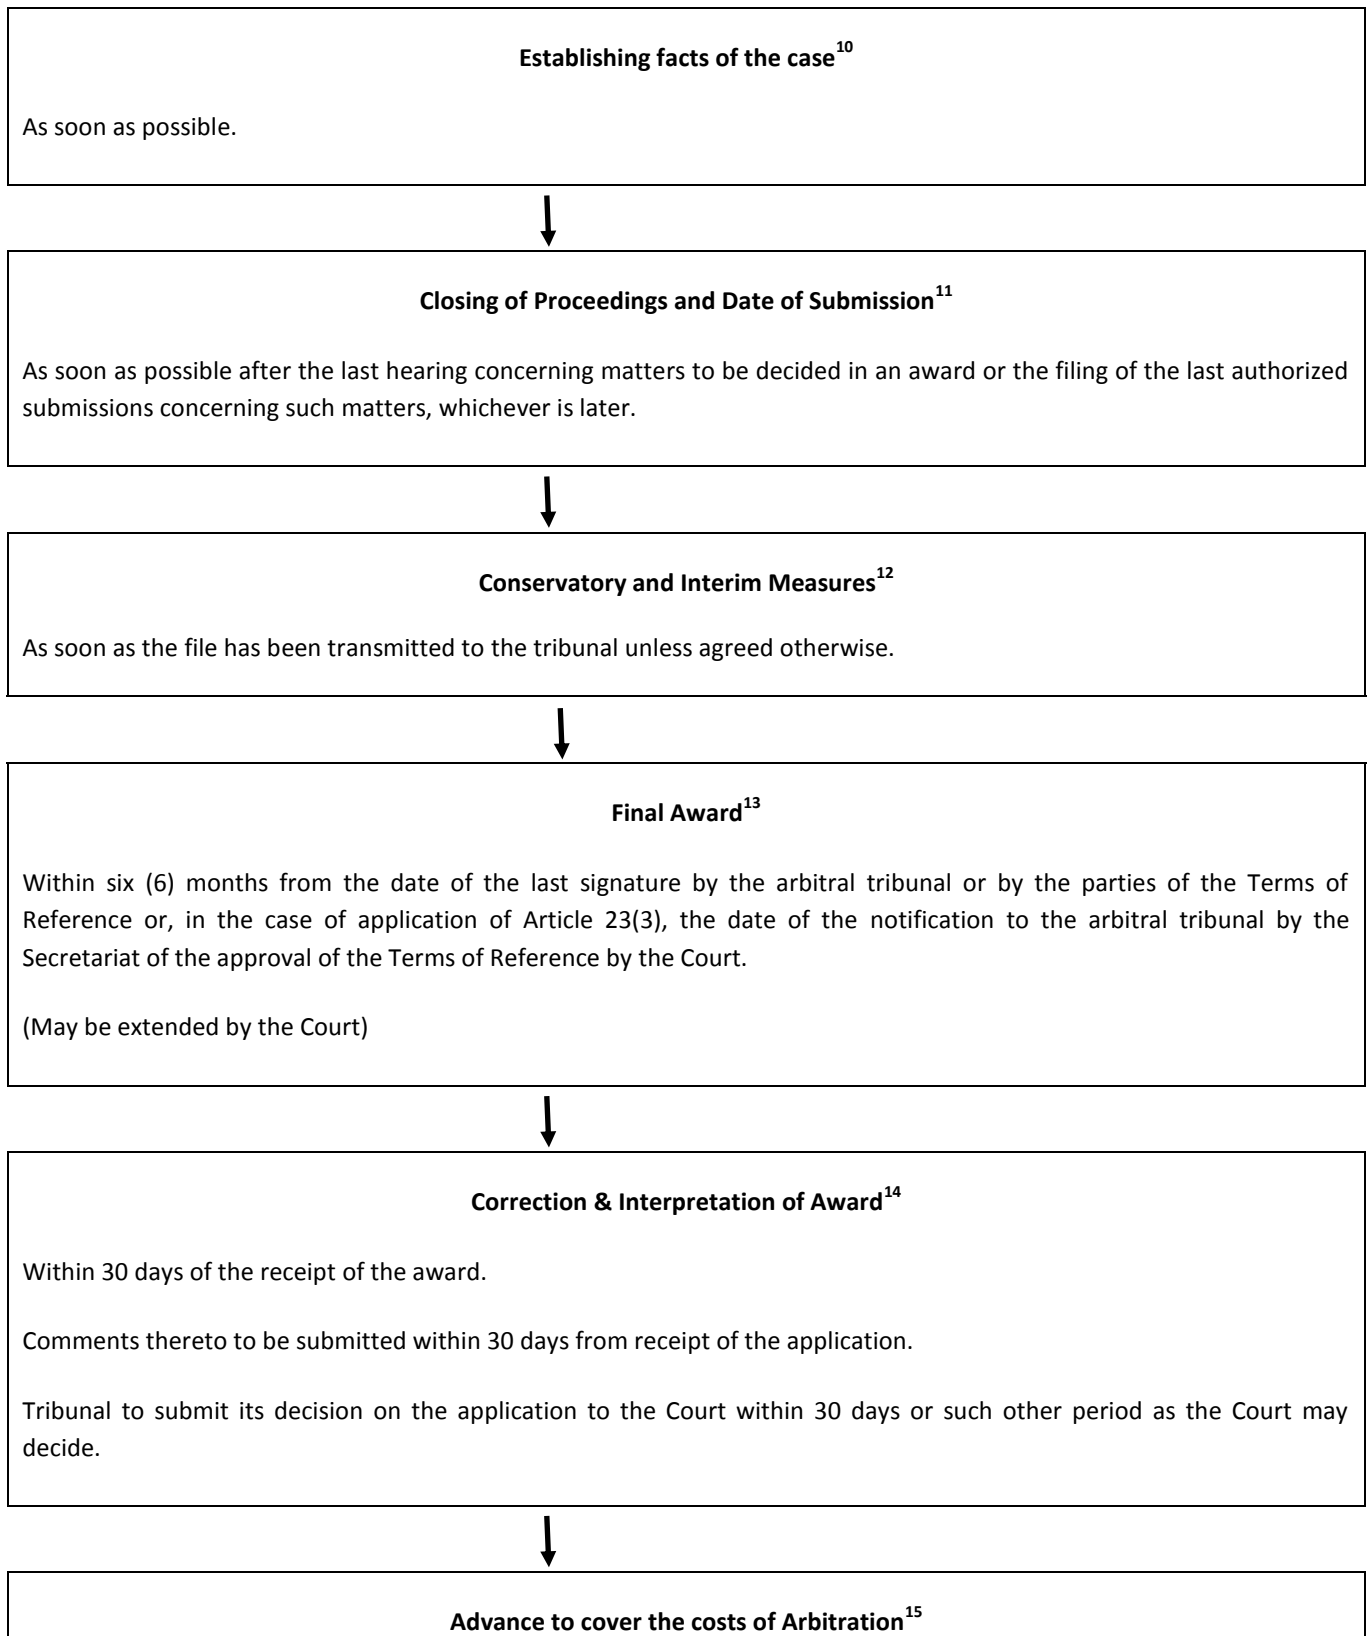 Establishing facts of the case10
As soon as possible.
Closing of Proceedings and Date of Submission11
As soon as possible after the last hearing concerning matters to be decided in an award or the filing of the last authorized
submissions concerning such matters, whichever is later.
Conservatory and Interim Measures12
As soon as the file has been transmitted to the tribunal unless agreed otherwise.
Final Award13
Within six (6) months from the date of the last signature by the arbitral tribunal or by the parties of the Terms of
Reference or, in the case of application of Article 23(3), the date of the notification to the arbitral tribunal by the
Secretariat of the approval of the Terms of Reference by the Court.
(May be extended by the Court)
Correction & Interpretation of Award14
Within 30 days of the receipt of the award.
Comments thereto to be submitted within 30 days from receipt of the application.
Tribunal to submit its decision on the application to the Court within 30 days or such other period as the Court may
decide.
Advance to cover the costs of Arbitration15